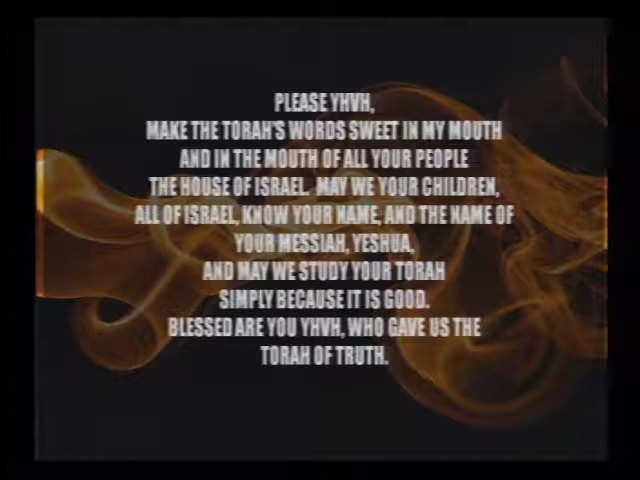 PLEASE YHVH,
MAKE THE TORAH'S WORDS SWEET IN MY MOUTH
AND IN THE MOUTH OF ALL YOUR PEOPLE
THE HOUSE OF ISRAEL. MAY WE YOUR CHILDREN,
ALL OF ISRAEL, KNOW YOUR NAME, AND THE NAME OF
YOUR MESSIAH, YESHUA,
AND MAY WE STUDY YOUR TORAH
SIMPLY BECAUSE IT IS GOOD.
BLESSED ARE YOU YHVH, WHO GAVE US THE
TORAH OF TRUTH.